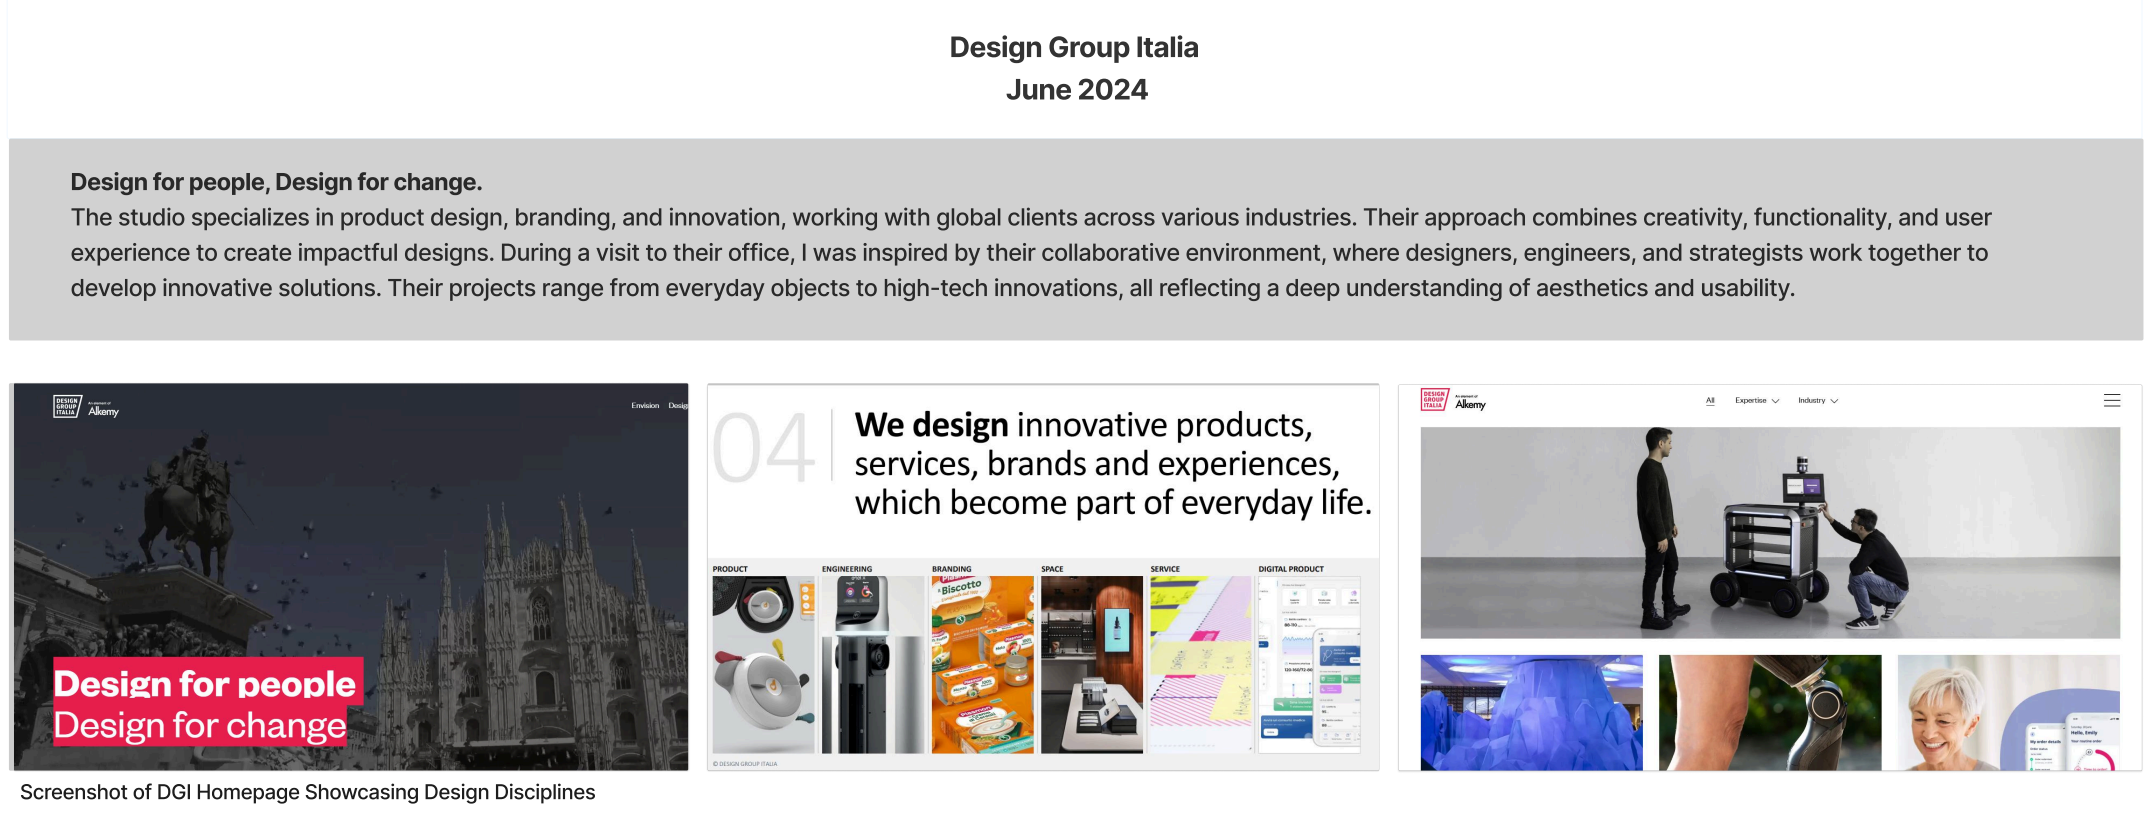 Design Group Italia
June 2024
Design for people, Design for change.
The studio specializes in product design, branding, and innovation, working with global clients across various industries. Their approach combines creativity, functionality, and user
experience to create impactful designs. During a visit to their office, I was inspired by their collaborative environment, where designers, engineers, and strategists work together to
develop innovative solutions. Their projects range from everyday objects to high-tech innovations, all reflecting a deep understanding of aesthetics and usability.
DESIGN
GROUP
ITALIA
An element of
Alkemy
Envision Desig
Design for people
Design for change
04
We design innovative products,
services, brands and experiences,
which become part of everyday life.
PRODUCT ENGINEERING BRANDING SPACE SERVICE DIGITAL PRODUCT
Plasmon
Biscotto
© DESIGN GROUP ITALIA
DESIGN
GROUP
ITALIA
An element of
Alkemy
All Expertise Industry
Hello, Emily
My order details
Screenshot of DGI Homepage Showcasing Design Disciplines